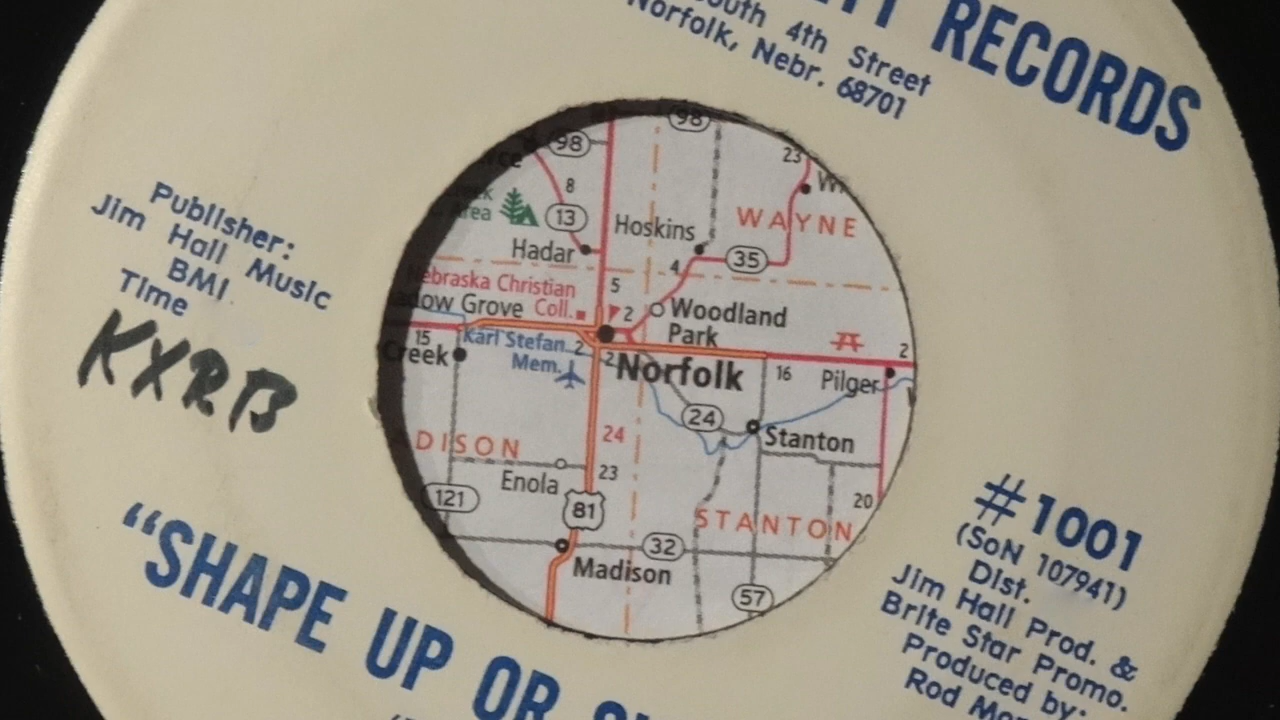 RECORDS
4th Street
Norfolk, Nebr. 68701
Publisher:
Jim Hall Music
BMI
Time
KXRB
"SHAPE UP OR
#1001
(SoN 107941)
Dist.
Jim Hall Prod. &
Brite Star Promo.
Produced by:
Rod
98
98
23
8
13
Hoskins
WAYNE
Hadar
35
4
Nebraska Christian
Coll.
5
Grove
2
Woodland
Park
15
Karl Stefan
Mem.
2
2
Norfolk
2
Creek
16
Pilger
24
Stanton
24
Enola
23
20
121
81
STANTON
32
Madison
57